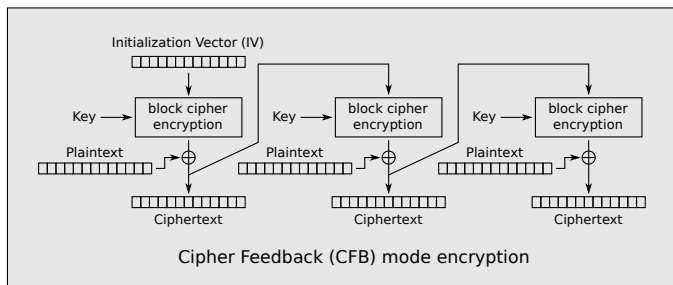 Initialization Vector (IV)
Key
block cipher
encryption
Plaintext
Ciphertext
Key
block cipher
encryption
Plaintext
Ciphertext
Key
block cipher
encryption
Plaintext
Ciphertext
Cipher Feedback (CFB) mode encryption